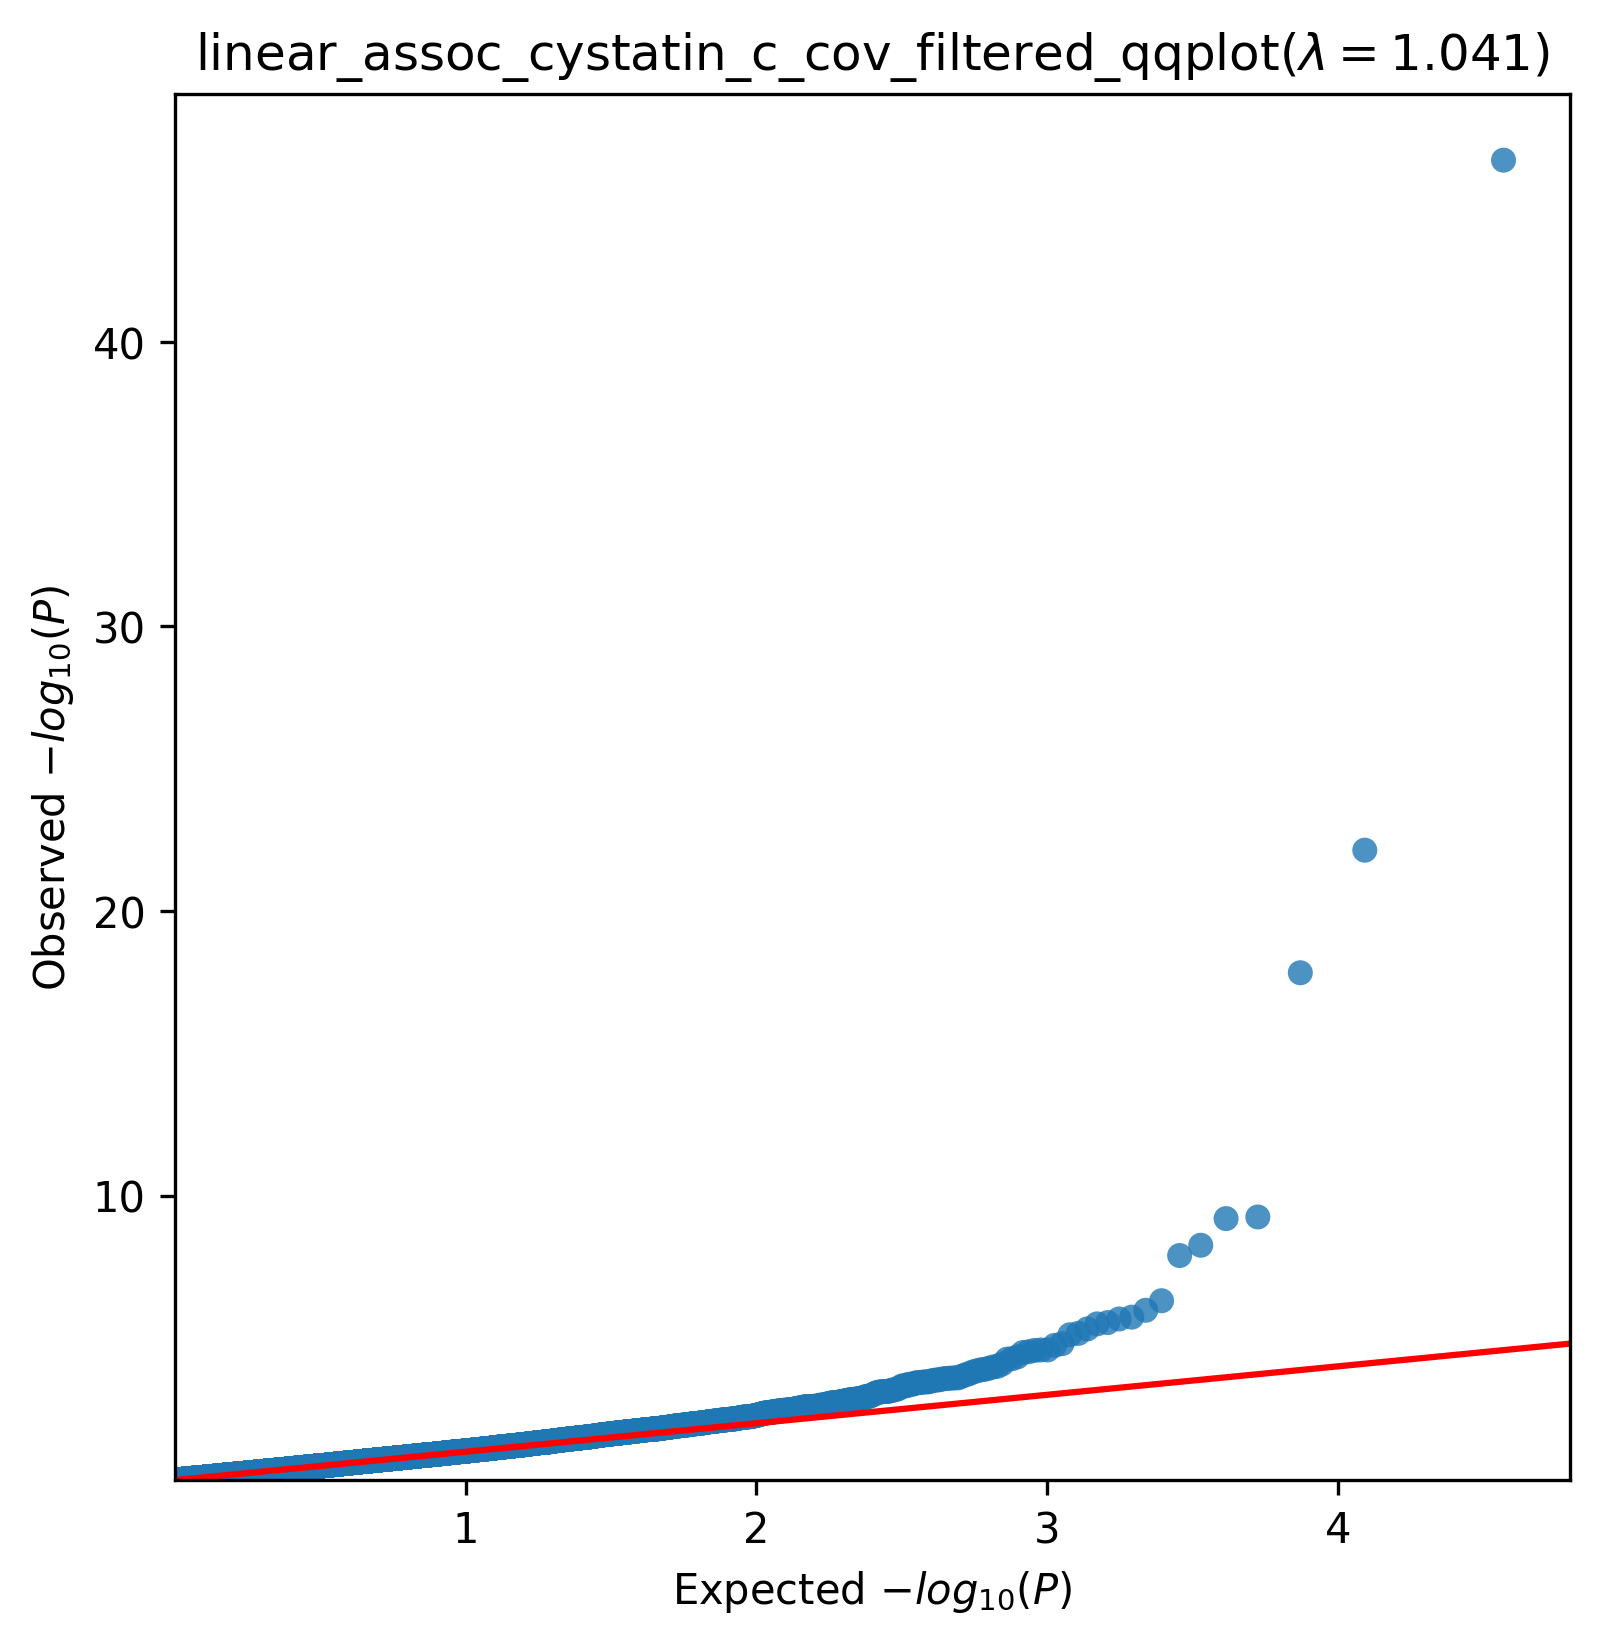 linear_assoc_cystatin_c_cov_filtered_qqplot(λ = 1.041)
Observed −log₁₀(P)
40
30
20
10
1 2 3 4
Expected −log₁₀(P)